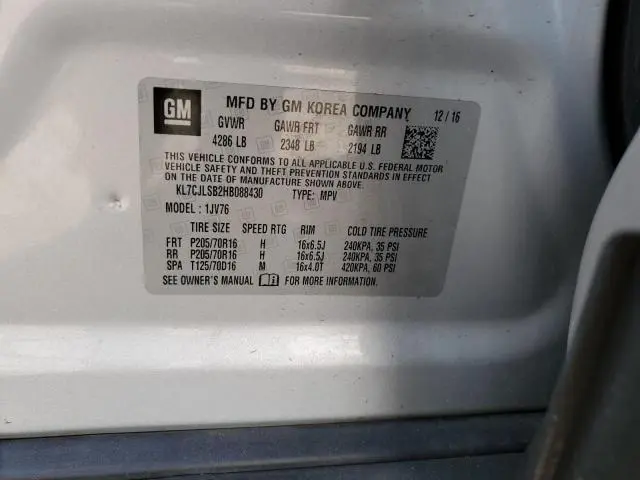 GM MFD BY GM KOREA COMPANY 12/16
GVWR GAWR FRT GAWR RR
4286 LB 2348 LB 2194 LB
THIS VEHICLE CONFORMS TO ALL APPLICABLE U.S. FEDERAL MOTOR
VEHICLE SAFETY AND THEFT PREVENTION STANDARDS IN EFFECT
ON THE DATE OF MANUFACTURE SHOWN ABOVE.
KL7CJLSB2HB088430 TYPE: MPV
MODEL: 1JV76
TIRE SIZE SPEED RTG RIM COLD TIRE PRESSURE
FRT P205/70R16 H 16x6.5J 240KPA, 35 PSI
RR P205/70R16 H 16x6.5J 240KPA, 35 PSI
SPA T125/70D16 M 16x4.0T 420KPA, 60 PSI
SEE OWNER'S MANUAL FOR MORE INFORMATION.